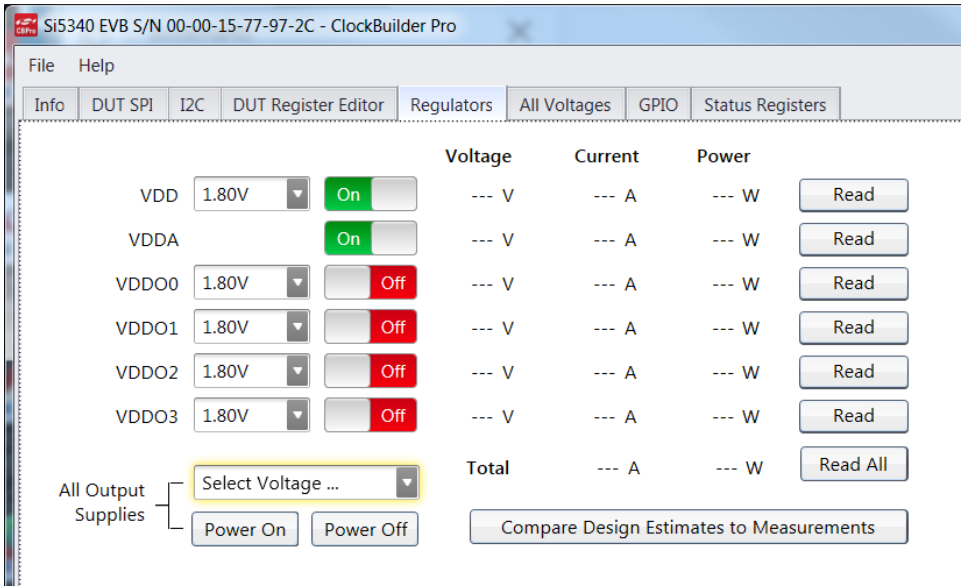 CBPro Si5340 EVB S/N 00-00-15-77-97-2C - ClockBuilder Pro
File Help
Info DUT SPI I2C DUT Register Editor Regulators All Voltages GPIO Status Registers
Voltage Current Power
VDD 1.80V On --- V --- A --- W Read
VDDA On --- V --- A --- W Read
VDDO0 1.80V Off --- V --- A --- W Read
VDDO1 1.80V Off --- V --- A --- W Read
VDDO2 1.80V Off --- V --- A --- W Read
VDDO3 1.80V Off --- V --- A --- W Read
All Output Supplies
Select Voltage ...
Power On Power Off
Total --- A --- W Read All
Compare Design Estimates to Measurements